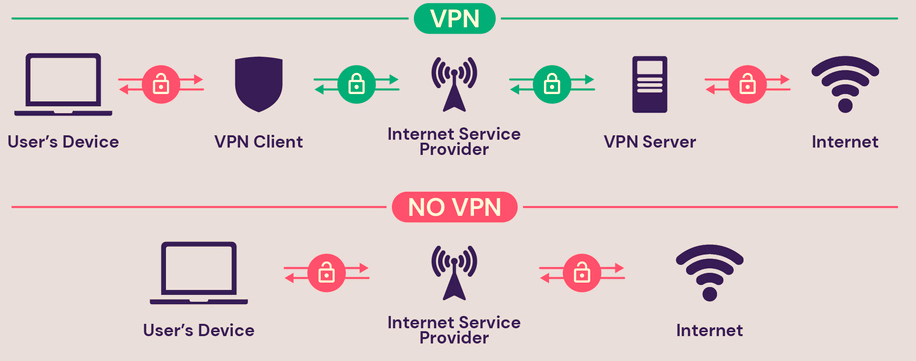 VPN
User's Device
VPN Client
Internet Service
Provider
VPN Server
Internet
NO VPN
User's Device
Internet Service
Provider
Internet